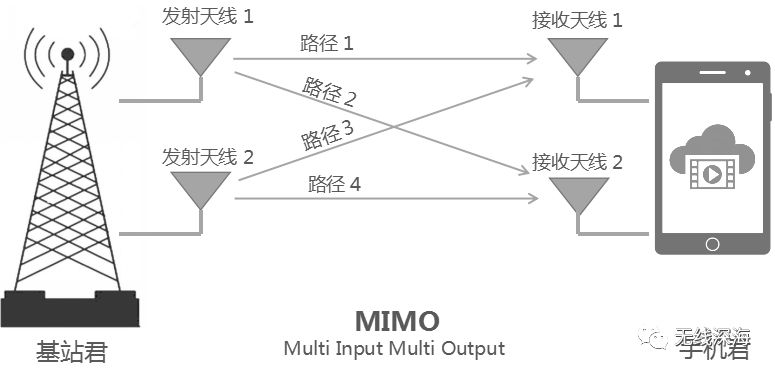 发射天线 1
接收天线 1
路径 1
路径 2
路径 3
发射天线 2
接收天线 2
路径 4
MIMO
Multi Input Multi Output
基站君
无线深海
手机君